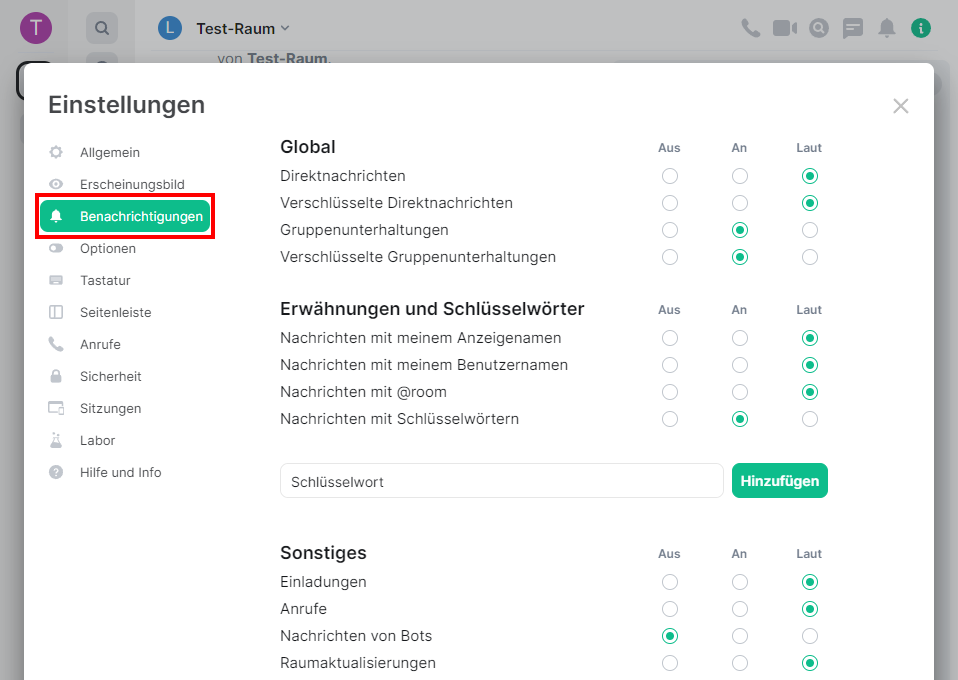 T
L Test-Raum
von Test-Raum.
Einstellungen
Allgemein
Erscheinungsbild
Benachrichtigungen
Optionen
Tastatur
Seitenleiste
Anrufe
Sicherheit
Sitzungen
Labor
Hilfe und Info
Global Aus An Laut
Direktnachrichten
Verschlüsselte Direktnachrichten
Gruppenunterhaltungen
Verschlüsselte Gruppenunterhaltungen
Erwähnungen und Schlüsselwörter Aus An Laut
Nachrichten mit meinem Anzeigenamen
Nachrichten mit meinem Benutzernamen
Nachrichten mit @room
Nachrichten mit Schlüsselwörtern
Schlüsselwort Hinzufügen
Sonstiges Aus An Laut
Einladungen
Anrufe
Nachrichten von Bots
Raumaktualisierungen